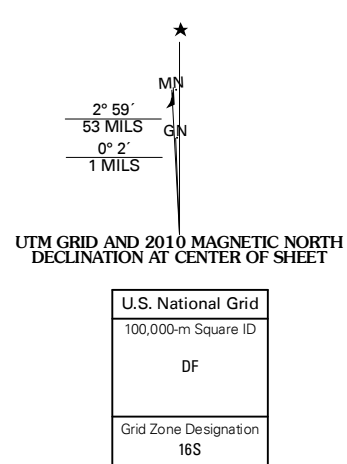 ★
MN
2° 59´
53 MILS
GN
0° 2´
1 MILS
UTM GRID AND 2010 MAGNETIC NORTH
DECLINATION AT CENTER OF SHEET
U.S. National Grid
100,000-m Square ID
DF
Grid Zone Designation
16S